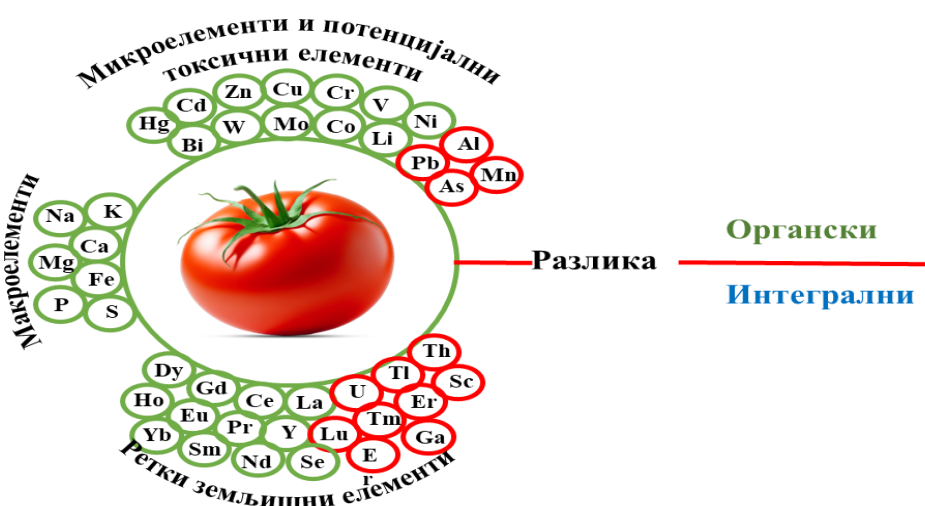 Микроелементи и потенцијални
токсични елементи
Hg Cd Zn Cu Cr V Ni
Bi W Mo Co Li
Pb Al
As Mn
Макроелементи
Na K
Ca
Mg
Fe
P S
Разлика
Органски
Интегрални
Dy Gd Ce La U Tl Th
Ho Eu Pr Y Lu Tm Er Sc
Yb Sm Nd Se Er Ga
Ретки земљишни елементи